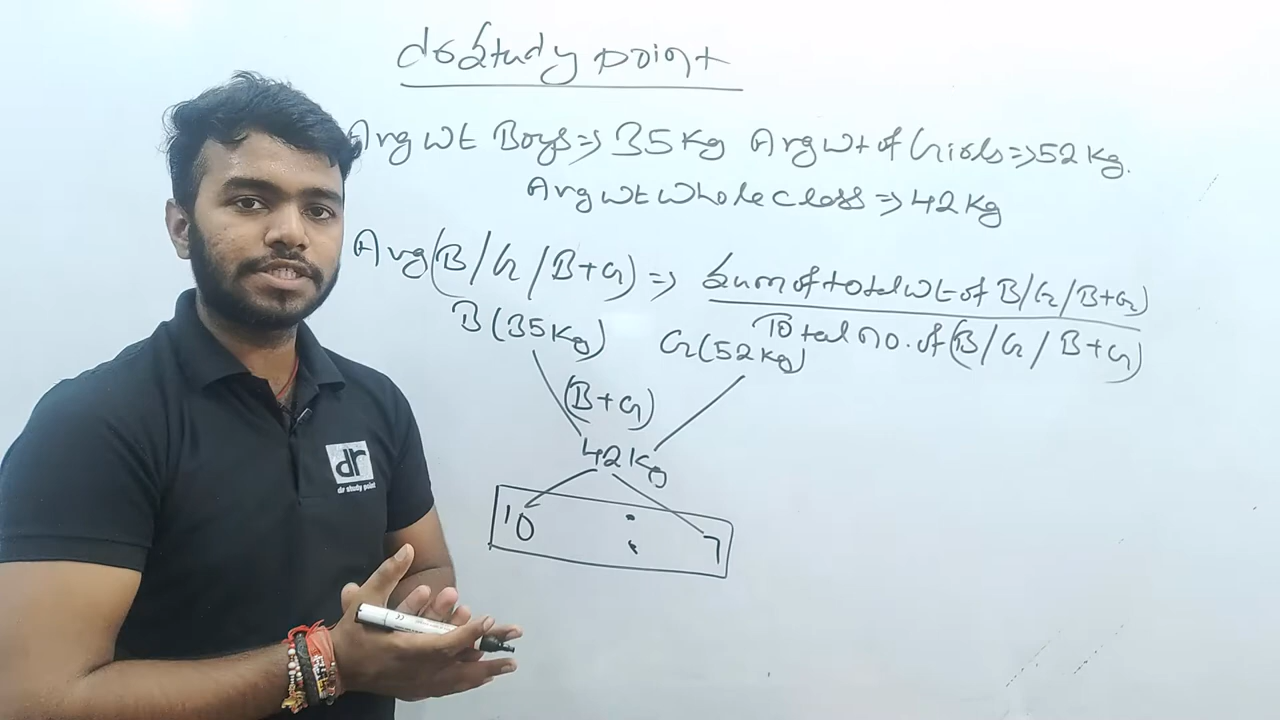 dr Study point
Avg wt Boys => 35 Kg Avg wt of Girls => 52 Kg.
Avg wt whole class => 42 Kg
Avg (B/G/B+G) => Sum of total wt of B/G/B+G)
Total no. of (B/G/B+G)
B (35 Kg) G (52 Kg)
(B+G)
42 Kg
10 : 7
dr
dr study point